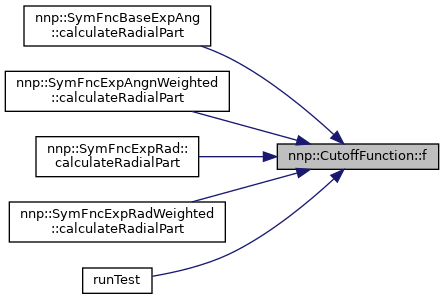 nnp::SymFncBaseExpAng
::calculateRadialPart
nnp::SymFncExpAngnWeighted
::calculateRadialPart
nnp::SymFncExpRad::
calculateRadialPart
nnp::CutoffFunction::f
nnp::SymFncExpRadWeighted
::calculateRadialPart
runTest